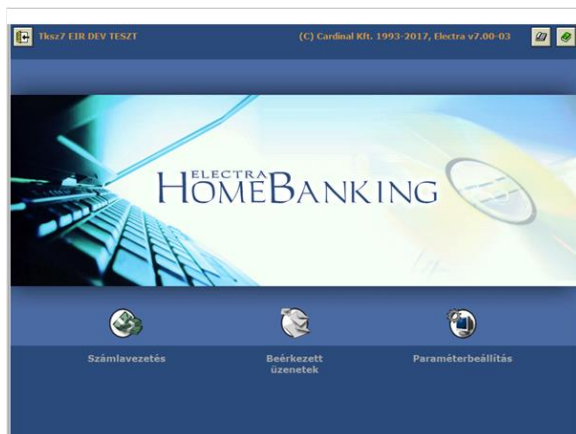 Tksz7 EIR DEV TESZT
(C) Cardinal Kft. 1993-2017, Electra v7.00-03
ELECTRA
HOMEBANKING
Számlavezetés
Beérkezett
üzenetek
Paraméterbeállítás